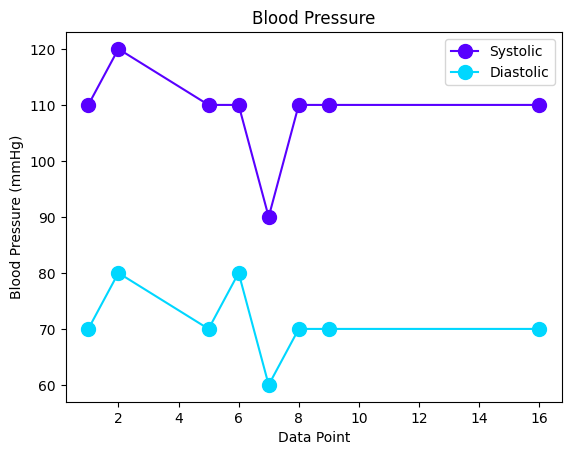 Blood Pressure
Systolic
Diastolic
120
110
100
90
80
70
60
Blood Pressure (mmHg)
2 4 6 8 10 12 14 16
Data Point